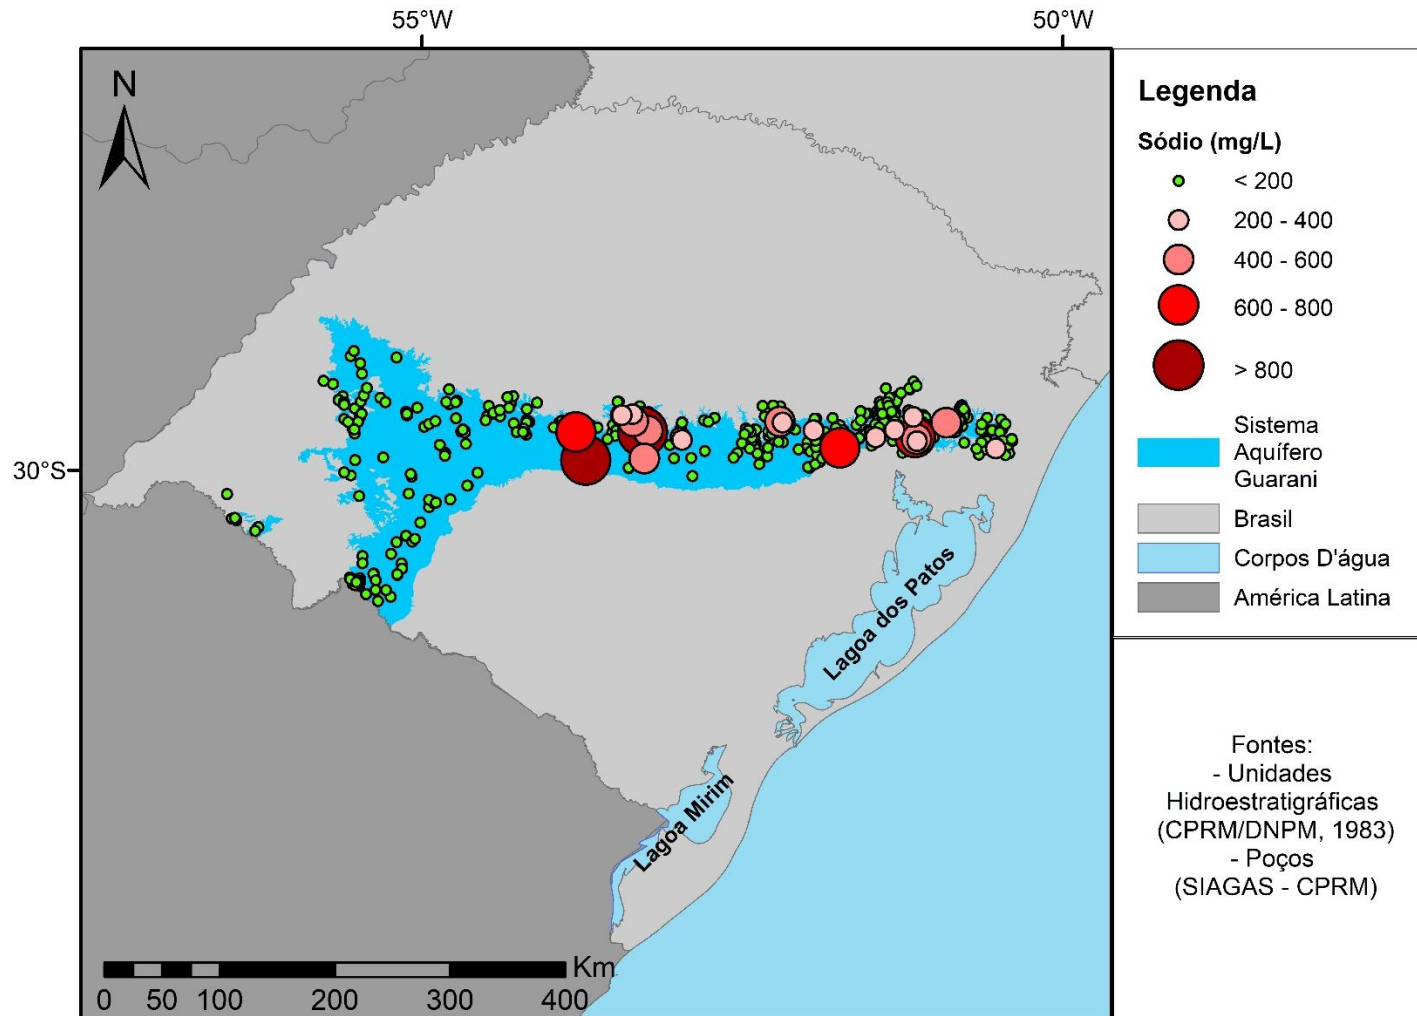 55°W
50°W
N
30°S
Lagoa dos Patos
Lagoa Mirim
Km
0 50 100 200 300 400
Legenda
Sódio (mg/L)
< 200
200 - 400
400 - 600
600 - 800
> 800
Sistema
Aquífero
Guarani
Brasil
Corpos D'água
América Latina
Fontes:
- Unidades
Hidroestratigráficas
(CPRM/DNPM, 1983)
- Poços
(SIAGAS - CPRM)